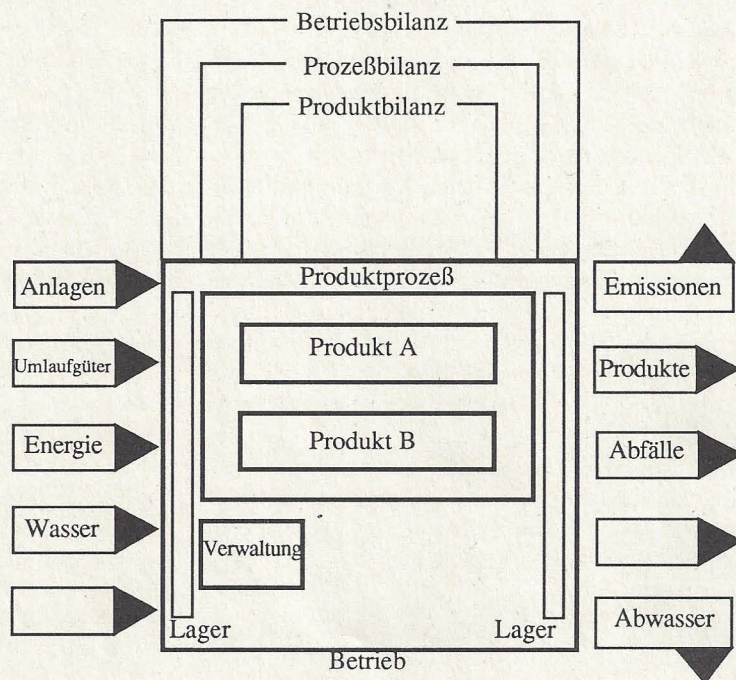 Betriebsbilanz
Prozeßbilanz
Produktbilanz
Anlagen
Umlaufgüter
Energie
Wasser
Produktprozeß
Produkt A
Produkt B
Verwaltung
Lager
Lager
Betrieb
Emissionen
Produkte
Abfälle
Abwasser